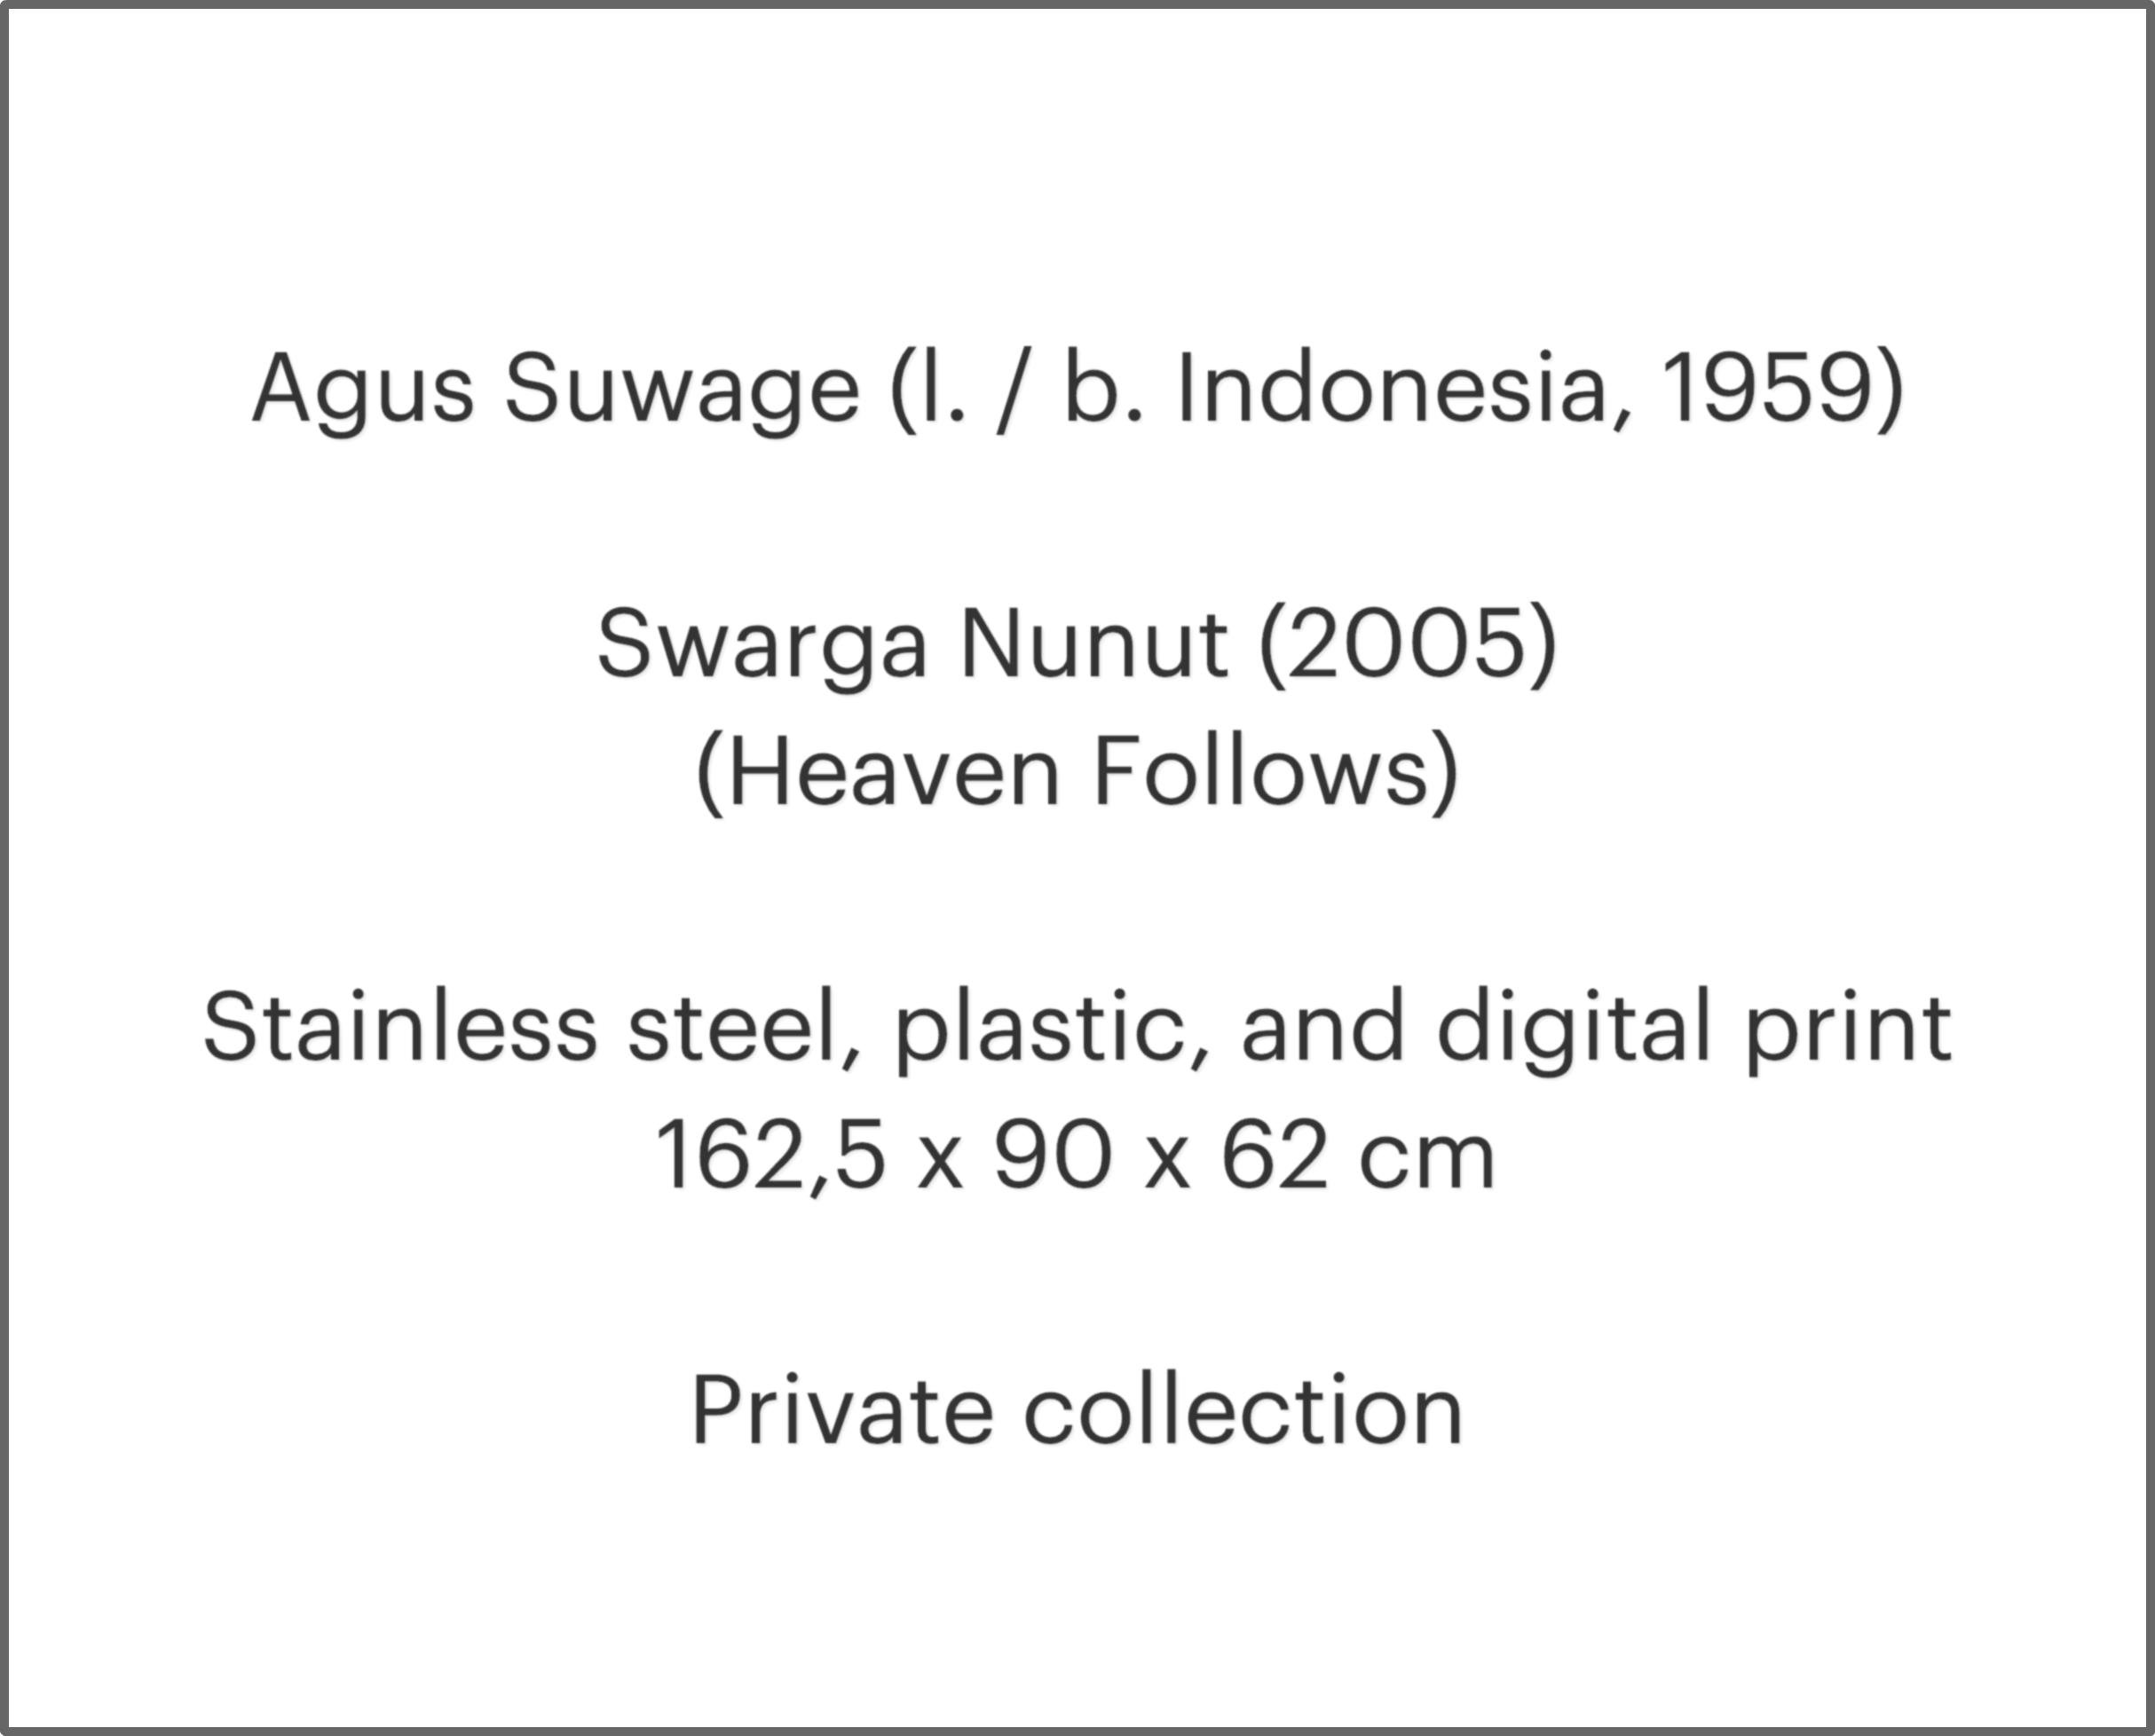 Agus Suwage (l. / b. Indonesia, 1959)
Swarga Nunut (2005)
(Heaven Follows)
Stainless steel, plastic, and digital print
162,5 x 90 x 62 cm
Private collection